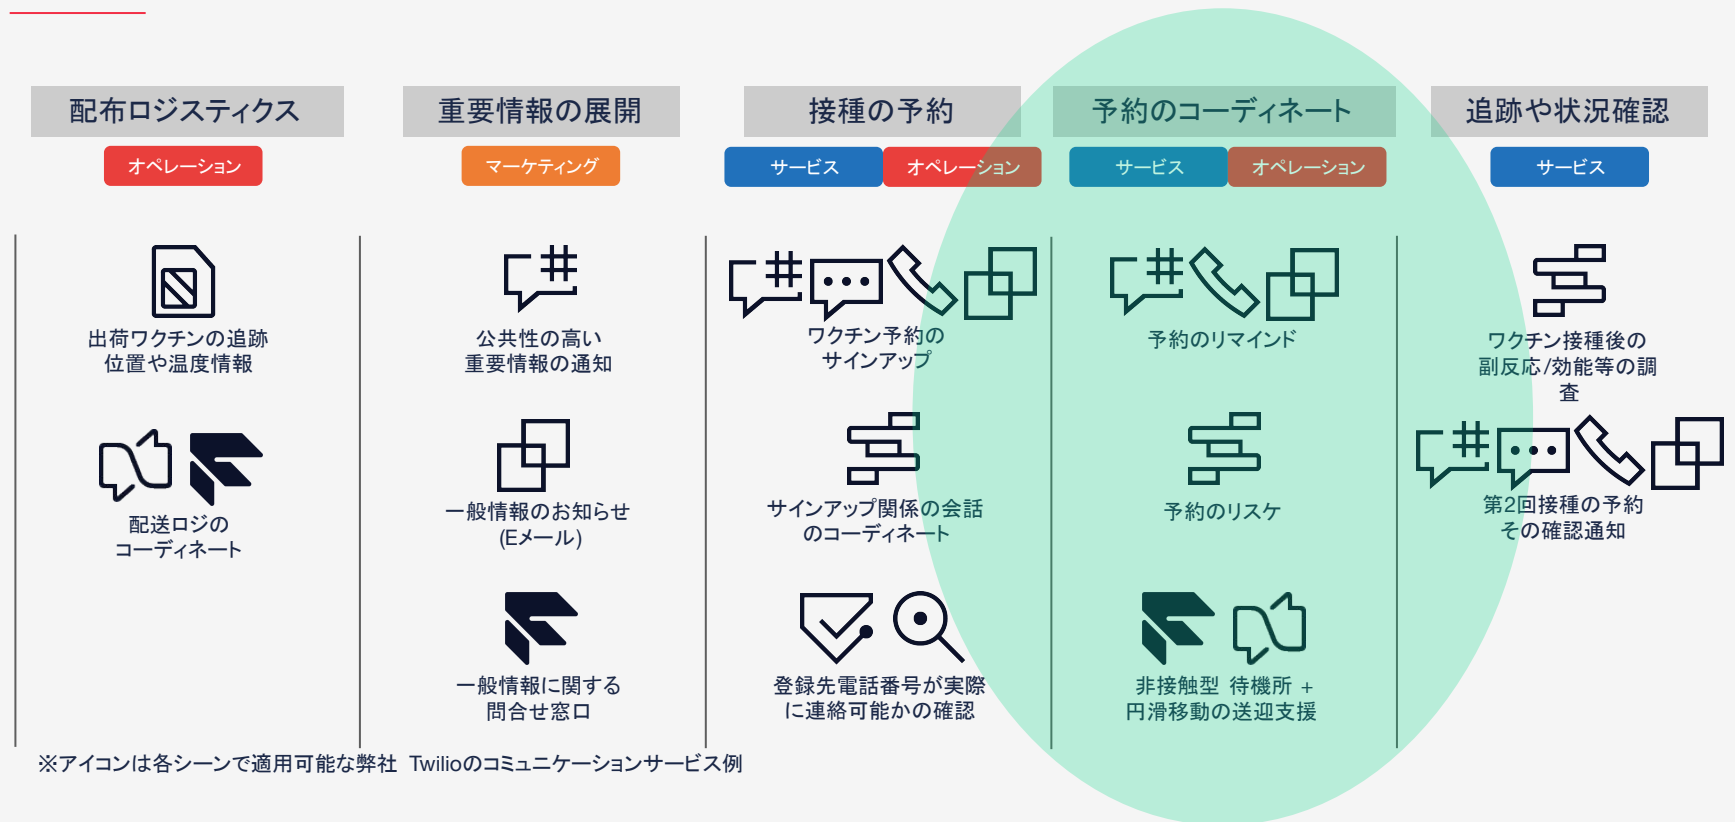 配布ロジスティクス
オペレーション
出荷ワクチンの追跡
位置や温度情報
配送ロジの
コーディネート
重要情報の展開
マーケティング
公共性の高い
重要情報の通知
一般情報のお知らせ
(Eメール)
一般情報に関する
問合せ窓口
接種の予約
サービス
オペレーション
ワクチン予約の
サインアップ
サインアップ関係の会話
のコーディネート
登録先電話番号が実際
に連絡可能かの確認
予約のコーディネート
サービス
オペレーション
予約のリマインド
予約のリスケ
非接触型 待機所 +
円滑移動の送迎支援
追跡や状況確認
サービス
ワクチン接種後の
副反応/効能等の調
査
第2回接種の予約
その確認通知
※アイコンは各シーンで適用可能な弊社 Twilioのコミュニケーションサービス例